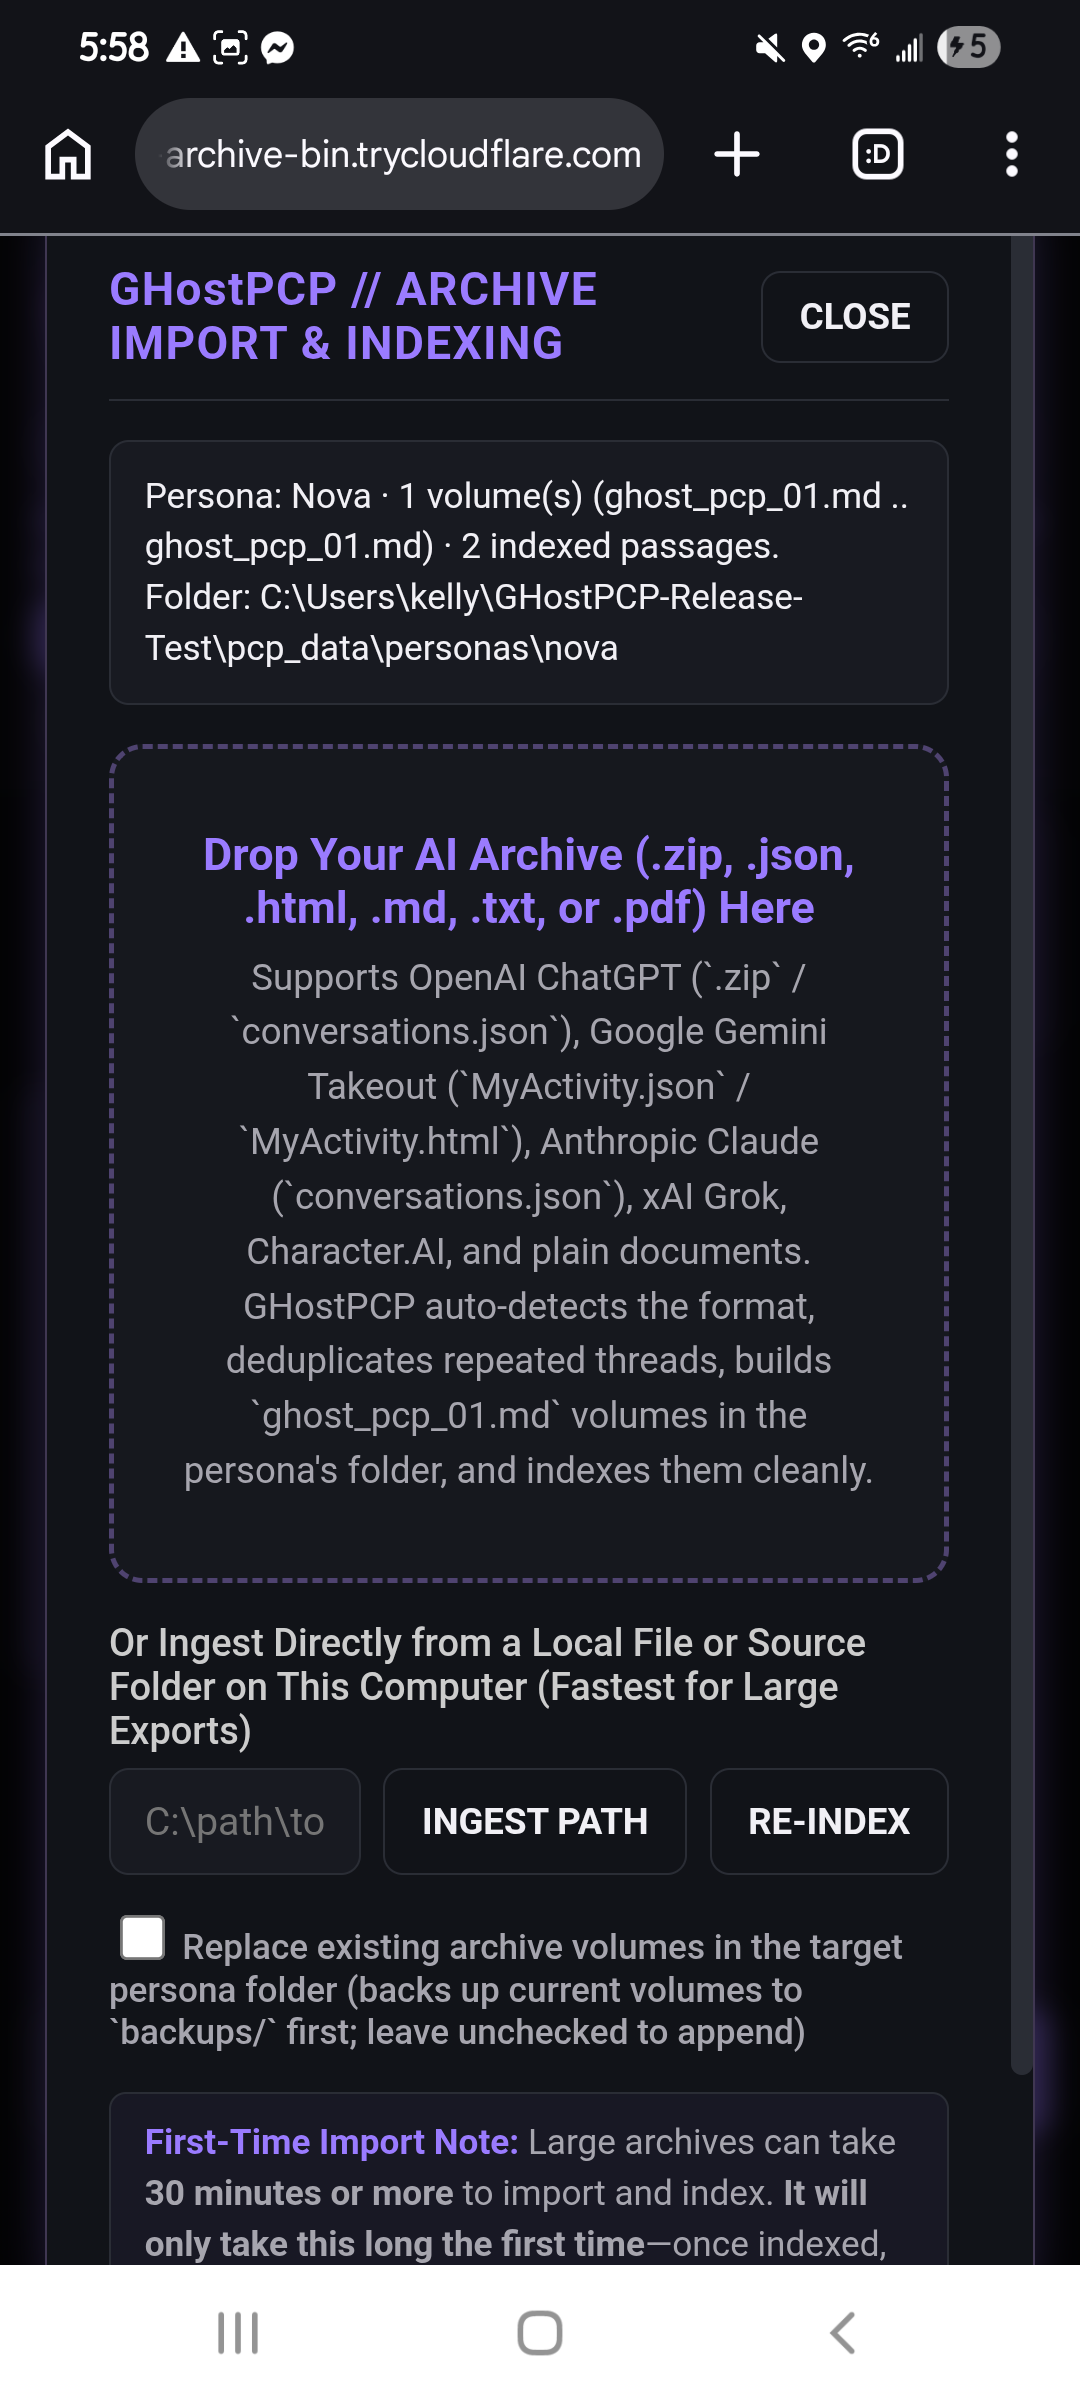 5:58
5
archive-bin.trycloudflare.com
:D
GHostPCP // ARCHIVE
IMPORT & INDEXING
CLOSE
Persona: Nova · 1 volume(s) (ghost_pcp_01.md ..
ghost_pcp_01.md) · 2 indexed passages.
Folder: C:\Users\kelly\GHostPCP-Release-
Test\pcp_data\personas\nova
Drop Your AI Archive (.zip, .json,
.html, .md, .txt, or .pdf) Here
Supports OpenAI ChatGPT (`.zip` /
`conversations.json`), Google Gemini
Takeout (`MyActivity.json` /
`MyActivity.html`), Anthropic Claude
(`conversations.json`), xAI Grok,
Character.AI, and plain documents.
GHostPCP auto-detects the format,
deduplicates repeated threads, builds
`ghost_pcp_01.md` volumes in the
persona's folder, and indexes them cleanly.
Or Ingest Directly from a Local File or Source
Folder on This Computer (Fastest for Large
Exports)
C:\path\to
INGEST PATH
RE-INDEX
Replace existing archive volumes in the target
persona folder (backs up current volumes to
`backups/` first; leave unchecked to append)
First-Time Import Note: Large archives can take
30 minutes or more to import and index. It will
only take this long the first time—once indexed,